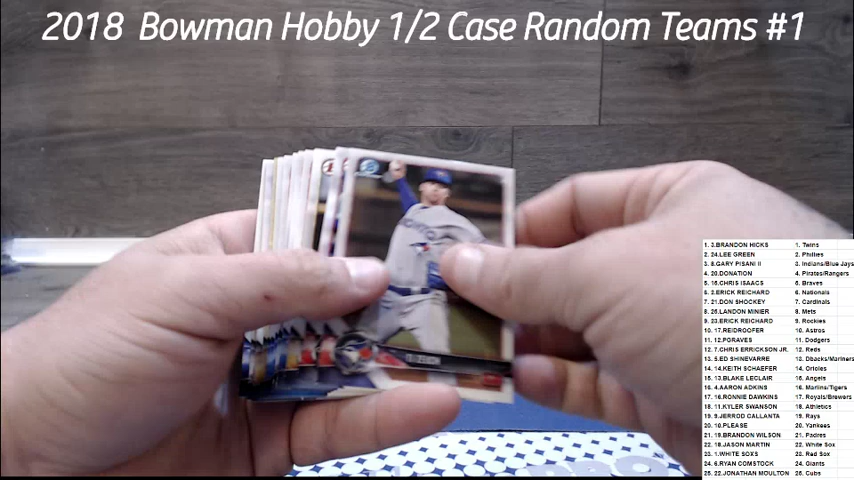 2018 Bowman Hobby 1/2 Case Random Teams #1
1. 3.BRANDON HICKS 1. Twins
2. 24.LEE GREEN 2. Phillies
3. 8.GARY PISANI II 3. Indians/Blue Jays
4. 20.DONATION 4. Pirates/Rangers
5. 15.CHRIS ISAACS 5. Braves
6. 2.ERICK REICHARD 6. Nationals
7. 21.DON SHOCKEY 7. Cardinals
8. 25.LANDON MINIER 8. Mets
9. 23.ERICK REICHARD 9. Rockies
10. 17.REIDROOFER 10. Astros
11. 12.PGRAVES 11. Dodgers
12. 7.CHRIS ERRICKSON JR. 12. Reds
13. 5.ED SHINEVARRE 13. Dbacks/Mariners
14. 14.KEITH SCHAEFER 14. Orioles
15. 13.BLAKE LECLAIR 15. Angels
16. 4.AARON ADKINS 16. Marlins/Tigers
17. 16.RONNIE DAWKINS 17. Royals/Brewers
18. 11.KYLER SWANSON 18. Athletics
19. 9.JERROD CALLANTA 19. Rays
20. 10.PLEASE 20. Yankees
21. 19.BRANDON WILSON 21. Padres
22. 18.JASON MARTIN 22. White Sox
23. 1.WHITE SOXS 23. Red Sox
24. 6.RYAN COMSTOCK 24. Giants
25. 22.JONATHAN MOULTON 25. Cubs